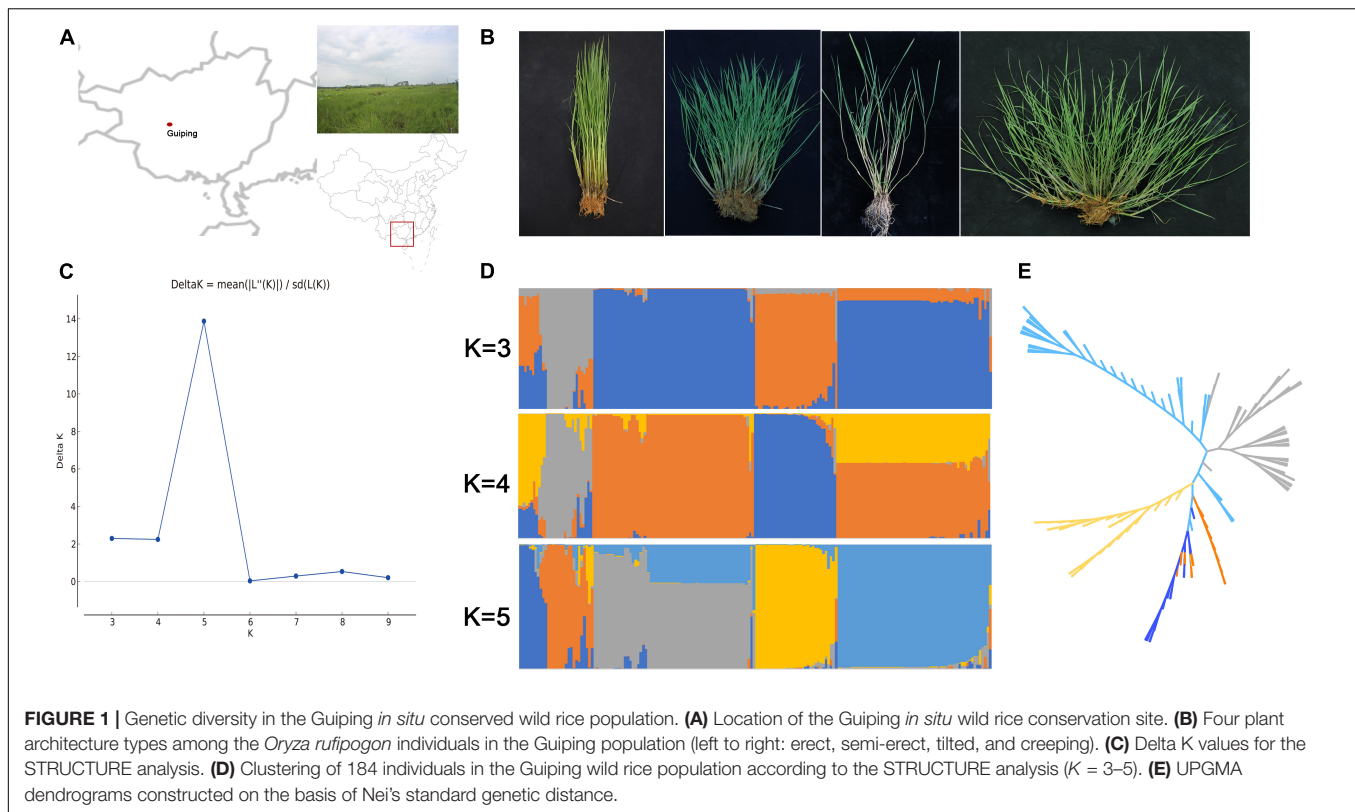 A
Guiping
B
C
DeltaK = mean(|L''(K)|) / sd(L(K))
Delta K
14
12
10
8
6
4
2
0
3 4 5 6 7 8 9
K
D
K=3
K=4
K=5
E
FIGURE 1 | Genetic diversity in the Guiping in situ conserved wild rice population. (A) Location of the Guiping in situ wild rice conservation site. (B) Four plant
architecture types among the Oryza rufipogon individuals in the Guiping population (left to right: erect, semi-erect, tilted, and creeping). (C) Delta K values for the
STRUCTURE analysis. (D) Clustering of 184 individuals in the Guiping wild rice population according to the STRUCTURE analysis (K = 3–5). (E) UPGMA
dendrograms constructed on the basis of Nei's standard genetic distance.